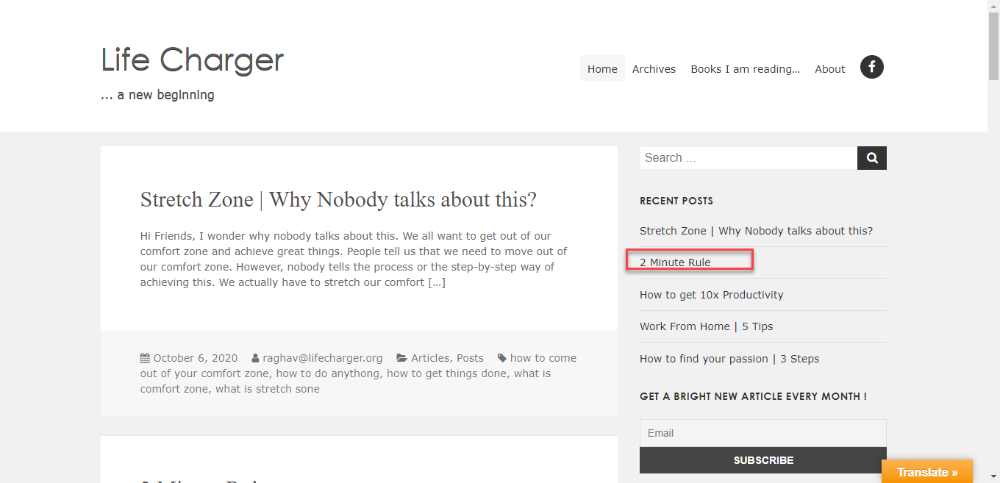 Life Charger
... a new beginning
Home
Archives
Books I am reading...
About
Stretch Zone | Why Nobody talks about this?
Hi Friends, I wonder why nobody talks about this. We all want to get out of our
comfort zone and achieve great things. People tell us that we need to move out of
our comfort zone. However, nobody tells the process or the step-by-step way of
achieving this. We actually have to stretch our comfort […]
October 6, 2020 raghav@lifecharger.org Articles, Posts how to come
out of your comfort zone, how to do anythong, how to get things done, what is
comfort zone, what is stretch sone
2 Minute Rule
Search …
RECENT POSTS
Stretch Zone | Why Nobody talks about this?
2 Minute Rule
How to get 10x Productivity
Work From Home | 5 Tips
How to find your passion | 3 Steps
GET A BRIGHT NEW ARTICLE EVERY MONTH !
Email
SUBSCRIBE
Translate »